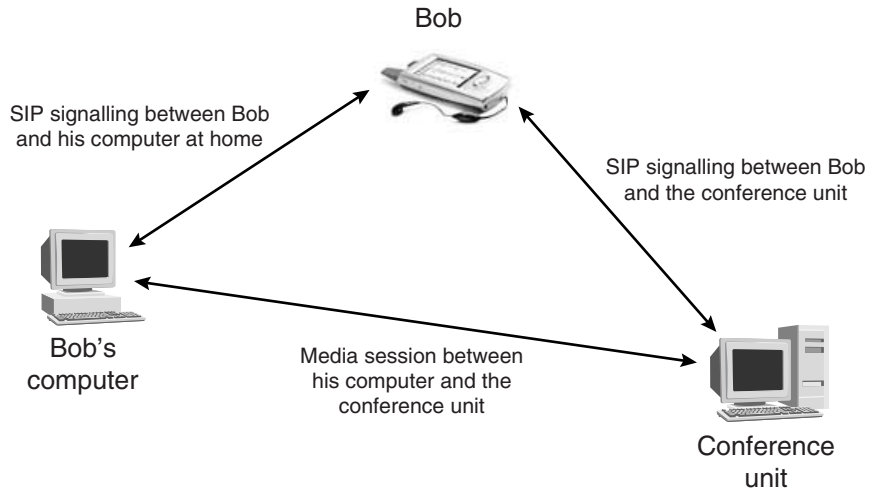 Bob
SIP signalling between Bob
and his computer at home
SIP signalling between Bob
and the conference unit
Bob's
computer
Media session between
his computer and the
conference unit
Conference
unit